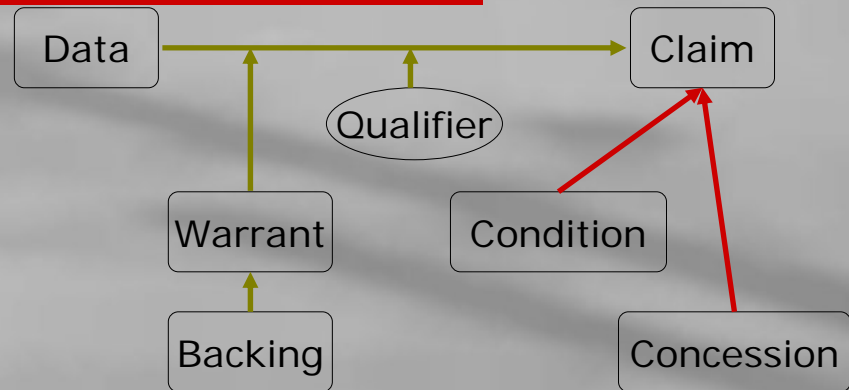 Data
Claim
Qualifier
Warrant
Condition
Backing
Concession